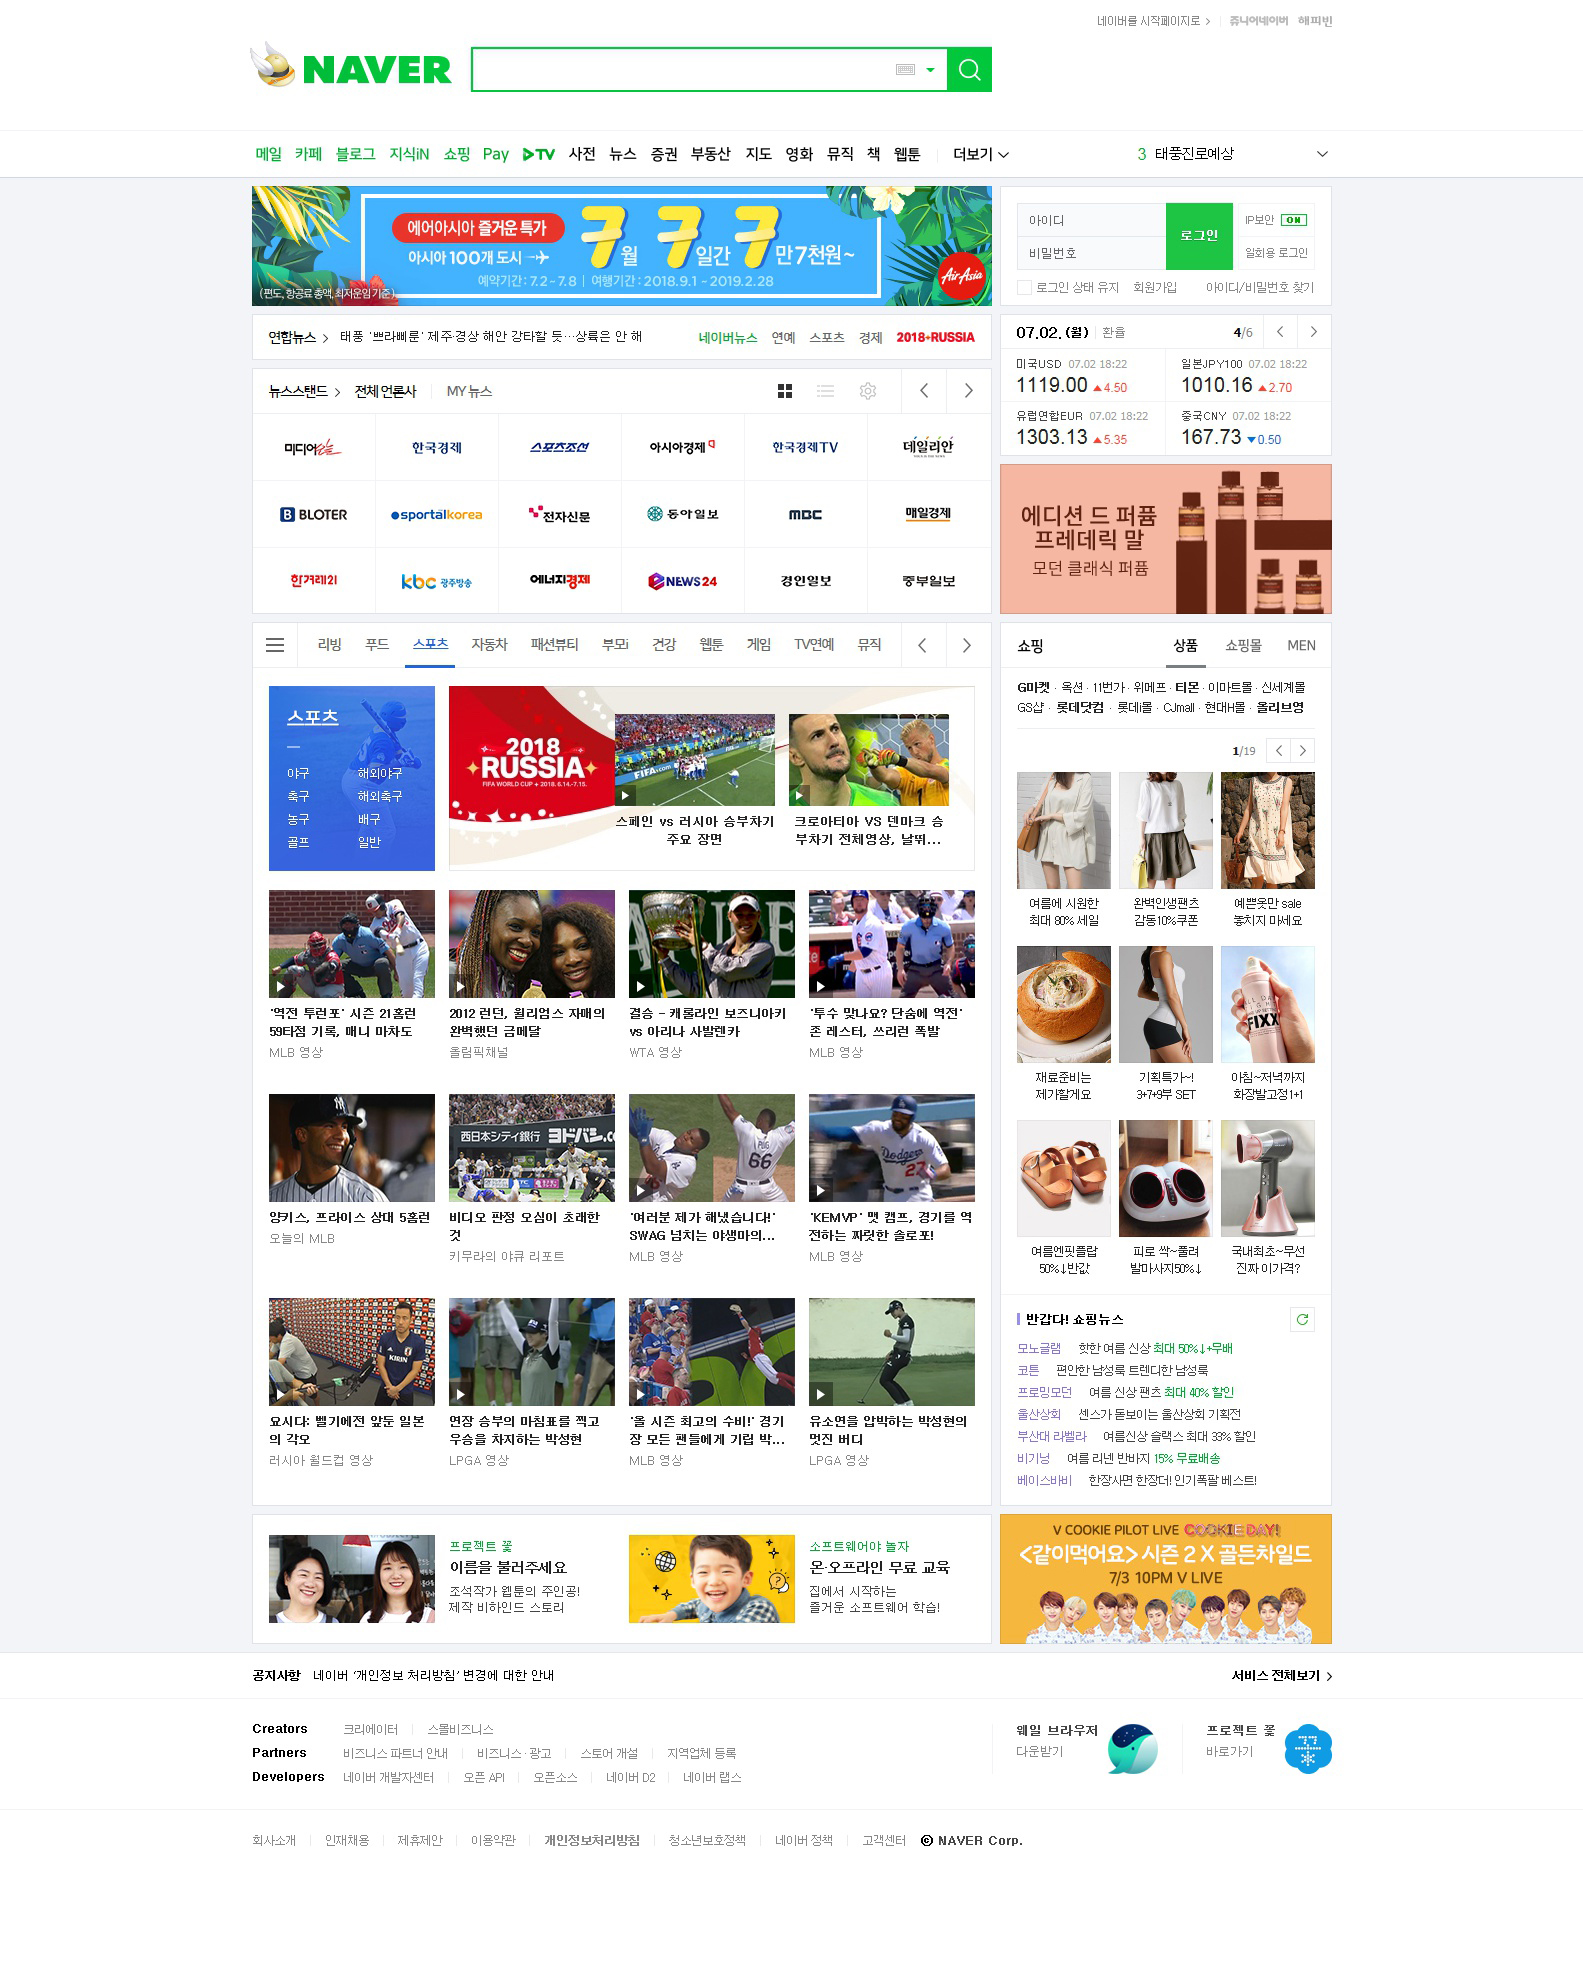 네이버를 시작페이지로
쥬니어네이버 해피빈
NAVER
메일 카페 블로그 지식iN 쇼핑 Pay TV 사전 뉴스 증권 부동산 지도 영화 뮤직 책 웹툰 더보기
3 태풍진로예상
에어아시아 즐거운 특가
아시아 100개 도시
7월 7일간 7만 7천원~
예약기간 : 7.2 - 7.8 | 여행기간 : 2018.9.1 - 2019.2.28
(편도, 항공료 총액, 최저운임 기준)
AirAsia
아이디
비밀번호
로그인
IP보안 ON
일회용 로그인
로그인 상태 유지 회원가입 아이디/비밀번호 찾기
연합뉴스 태풍 '쁘라삐룬' 제주·경상 해안 강타할 듯…상륙은 안 해
네이버뉴스 연예 스포츠 경제 2018 RUSSIA
07.02. (월) 환율 4/6
미국USD 07.02 18:22
1119.00 ▲4.50
일본JPY100 07.02 18:22
1010.16 ▲2.70
유럽연합EUR 07.02 18:22
1303.13 ▲5.35
중국CNY 07.02 18:22
167.73 ▼0.50
뉴스스탠드 전체 언론사 MY 뉴스
미디어오늘 한국경제 스포츠조선 아시아경제 한국경제TV 데일리안
BLOTER sportalkorea 전자신문 동아일보 MBC 매일경제
한겨레21 kbc 광주방송 에너지경제 eNEWS24 경인일보 중부일보
에디션 드 퍼퓸
프레데릭 말
모던 클래식 퍼퓸
리빙 푸드 스포츠 자동차 패션뷰티 부모i 건강 웹툰 게임 TV연예 뮤직
스포츠
야구 해외야구
축구 해외축구
농구 배구
골프 일반
2018
RUSSIA
FIFA WORLD CUP 2018. 6.14.-7.15.
FIFA.com
스페인 vs 러시아 승부차기
주요 장면
크로아티아 VS 덴마크 승
부차기 전체영상, 날뛰...
'역전 투런포' 시즌 21홈런
59타점 기록, 매니 마차도
MLB 영상
2012 런던, 윌리엄스 자매의
완벽했던 금메달
올림픽채널
결승 - 캐롤라인 보즈니아키
vs 아리나 사발렌카
WTA 영상
'투수 맞나요? 단숨에 역전'
존 레스터, 쓰리런 폭발
MLB 영상
西日本シティ銀行 ヨドバシ.co
PUIG
66
Dodgers
27
양키스, 프라이스 상대 5홈런
오늘의 MLB
비디오 판정 오심이 초래한
것
키무라의 야큐 리포트
'여러분 제가 해냈습니다!'
SWAG 넘치는 야생마의...
MLB 영상
'KEMVP' 맷 켐프, 경기를 역
전하는 짜릿한 솔로포!
MLB 영상
KIRIN
요시다: 벨기에전 앞둔 일본
의 각오
러시아 월드컵 영상
연장 승부의 마침표를 찍고
우승을 차지하는 박성현
LPGA 영상
'올 시즌 최고의 수비!' 경기
장 모든 팬들에게 기립 박...
MLB 영상
유소연을 압박하는 박성현의
멋진 버디
LPGA 영상
쇼핑 상품 쇼핑몰 MEN
G마켓 · 옥션 · 11번가 · 위메프 · 티몬 · 이마트몰 · 신세계몰
GS샵 · 롯데닷컴 · 롯데i몰 · CJmall · 현대H몰 · 올리브영
1/19
여름에 시원한
최대 80% 세일
완벽인생팬츠
감동10%쿠폰
예쁜옷만 sale
놓치지 마세요
FIXX
재료준비는
제가할게요
기획특가~!
3+7+9부 SET
아침~저녁까지
화장발고정1+1
여름엔핏플랍
50%↓반값
피로 싹~풀려
발마사지50%↓
국내최초~무선
진짜 이가격?
반갑다! 쇼핑뉴스
모노글램 핫한 여름 신상 최대 50%↓+무배
코튼 편안한 남성룩 트렌디한 남성룩
프로밍모던 여름 신상 팬츠 최대 40% 할인
울산상회 센스가 돋보이는 울산상회 기획전
부산대 라벨라 여름신상 슬랙스 최대 33% 할인
비기닝 여름 리넨 반바지 15% 무료배송
베이스바비 한장사면 한장더! 인기폭팔 베스트!
프로젝트 꽃
이름을 불러주세요
조석작가 웹툰의 주인공!
제작 비하인드 스토리
소프트웨어야 놀자
온·오프라인 무료 교육
집에서 시작하는
즐거운 소프트웨어 학습!
V COOKIE PILOT LIVE COOKIE DAY!
<같이먹어요> 시즌 2 X 골든차일드
7/3 10PM V LIVE
공지사항 네이버 '개인정보 처리방침' 변경에 대한 안내
서비스 전체보기
Creators 크리에이터 스몰비즈니스
Partners 비즈니스 파트너 안내 비즈니스 · 광고 스토어 개설 지역업체 등록
Developers 네이버 개발자센터 오픈 API 오픈소스 네이버 D2 네이버 랩스
웨일 브라우저
다운받기
프로젝트 꽃
바로가기
회사소개 인재채용 제휴제안 이용약관 개인정보처리방침 청소년보호정책 네이버 정책 고객센터 ⓒ NAVER Corp.